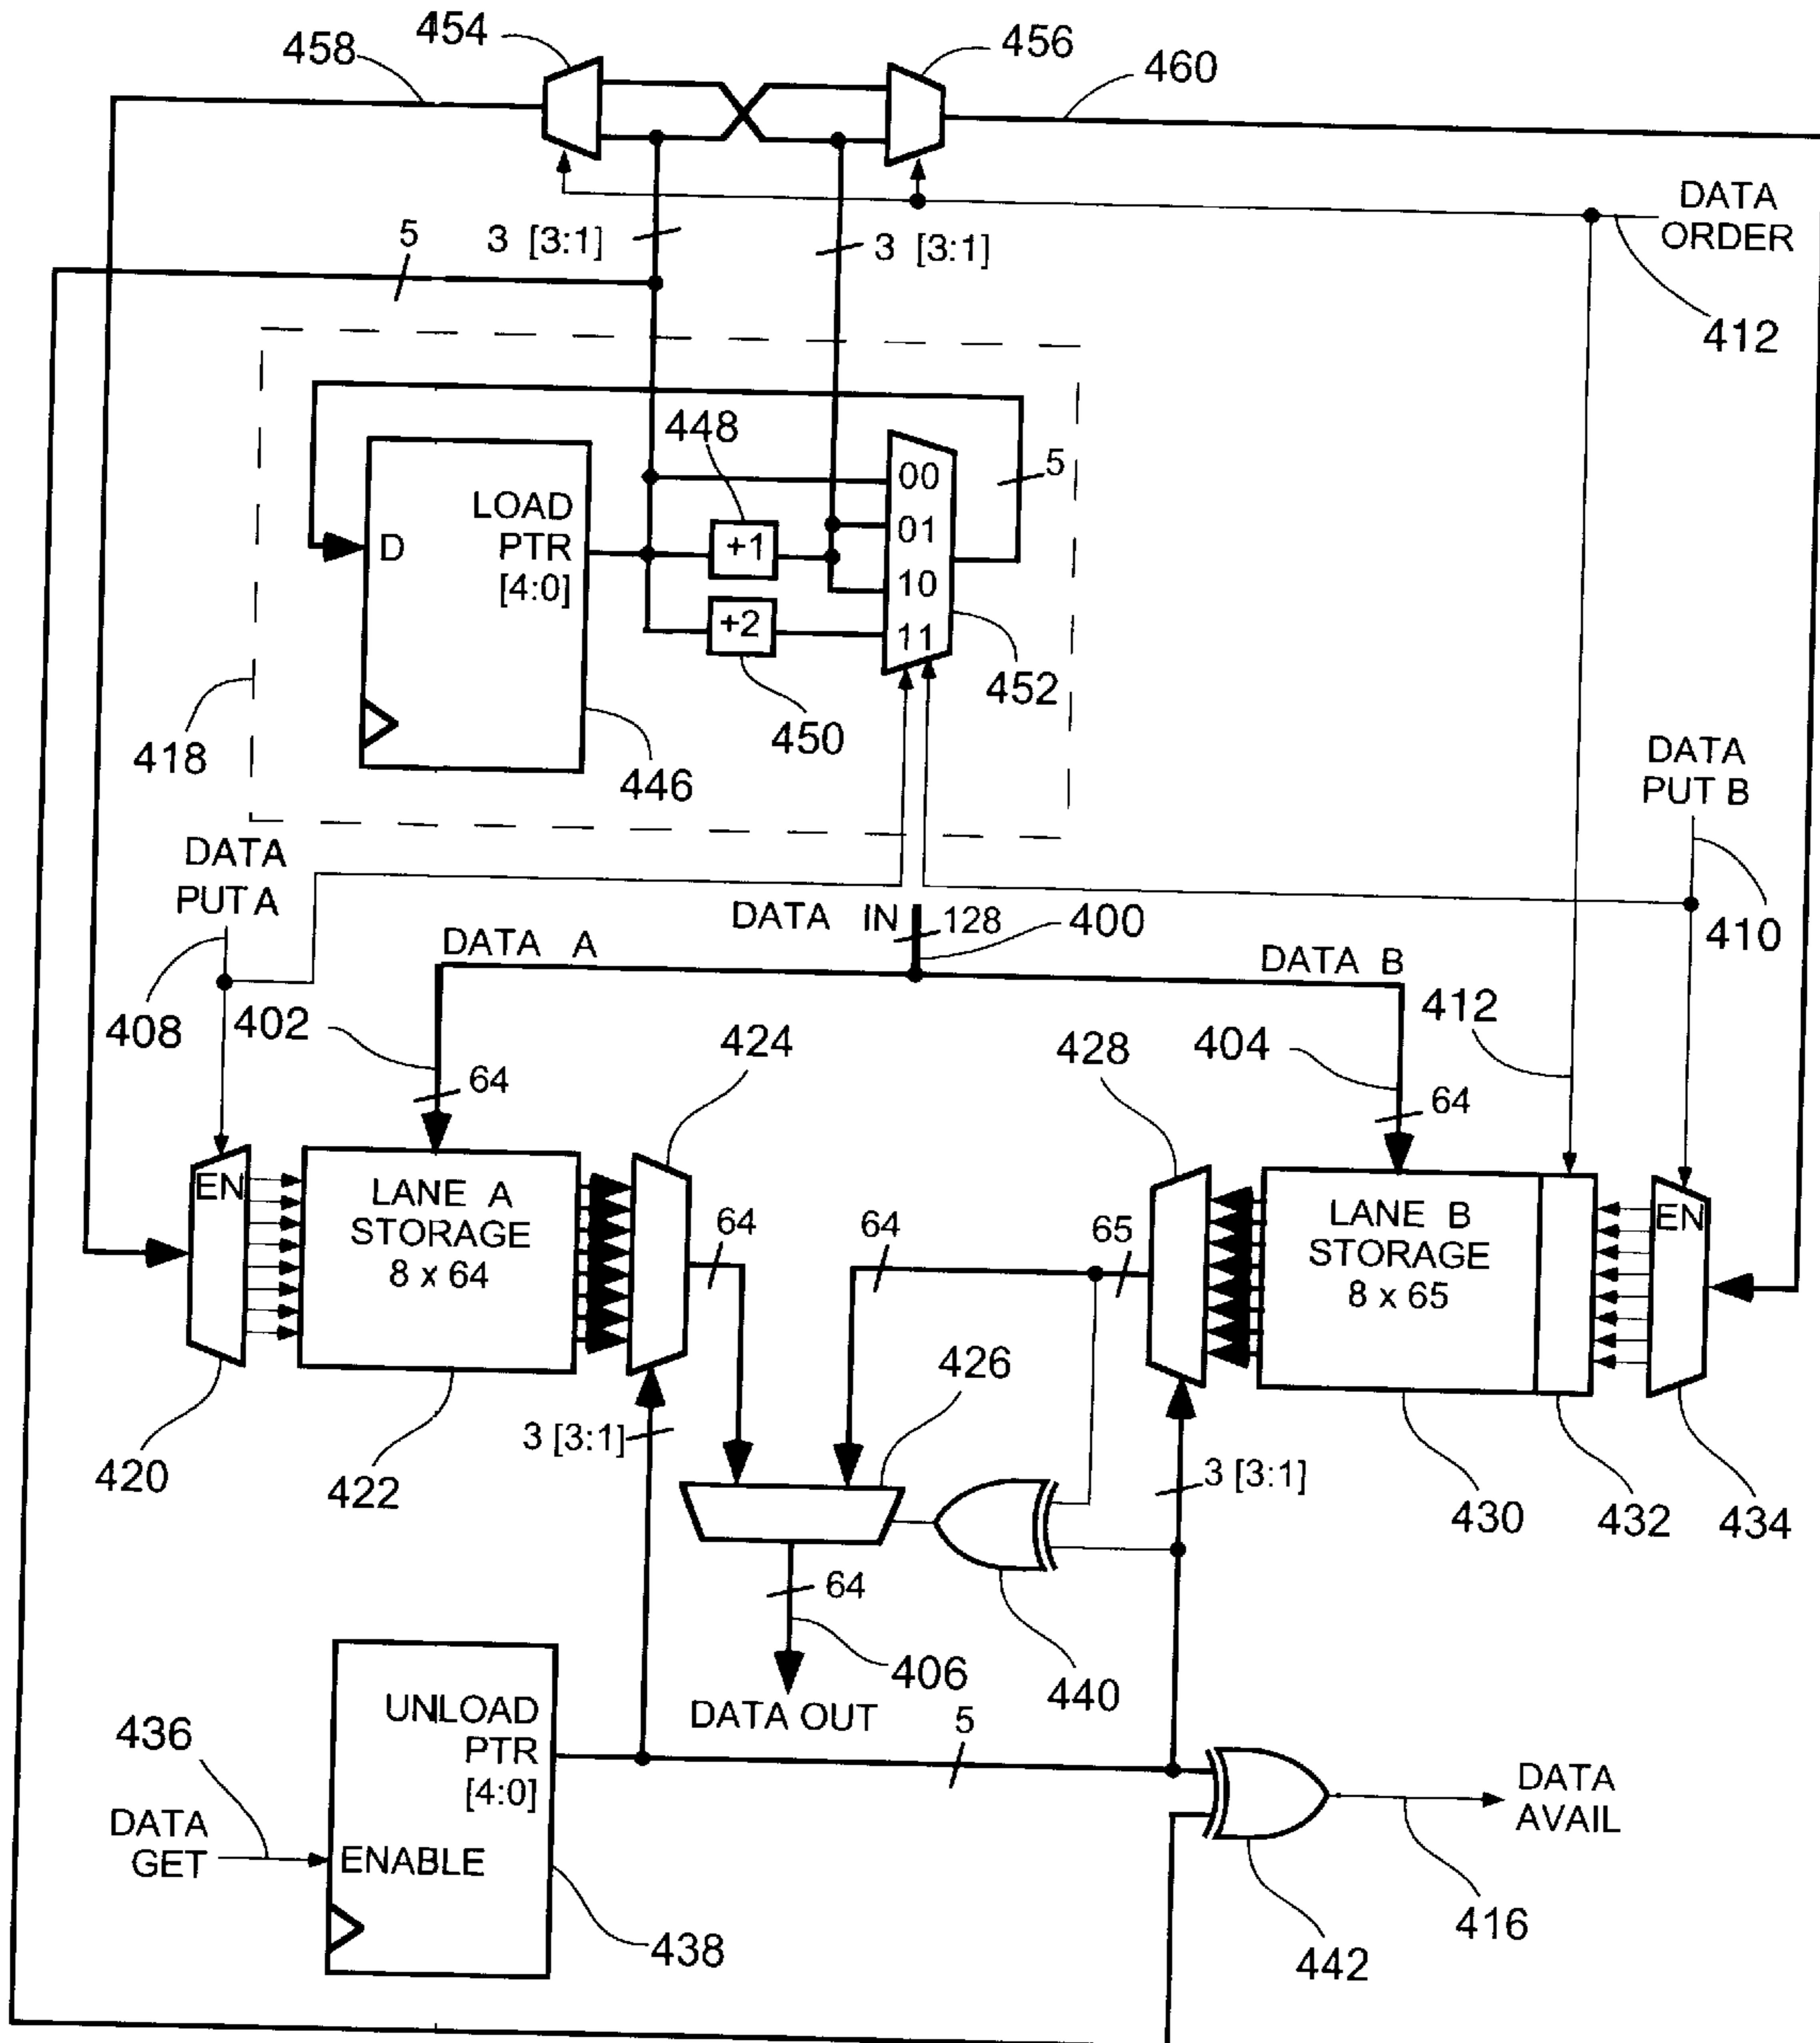 454
456
458
460
DATA
ORDER
412
5
3 [3:1]
3 [3:1]
448
LOAD
PTR
[4:0]
D
+1
+2
00
01
10
11
5
452
450
446
418
DATA
PUT B
410
DATA
PUT A
408
DATA IN
128
400
DATA A
DATA B
402
64
424
428
404
64
412
EN
LANE A
STORAGE
8 x 64
64
64
65
LANE B
STORAGE
8 x 65
EN
426
420
422
3 [3:1]
3 [3:1]
430
432
434
64
406
440
DATA OUT
UNLOAD
PTR
[4:0]
ENABLE
5
436
DATA
GET
438
DATA
AVAIL
416
442